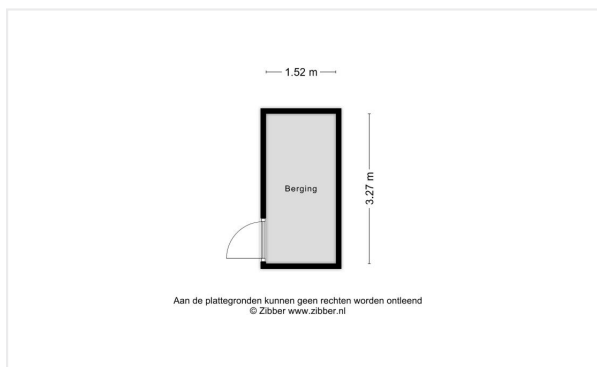 1.52 m
Berging
3.27 m
Aan de plattegronden kunnen geen rechten worden ontleend
© Zibber www.zibber.nl